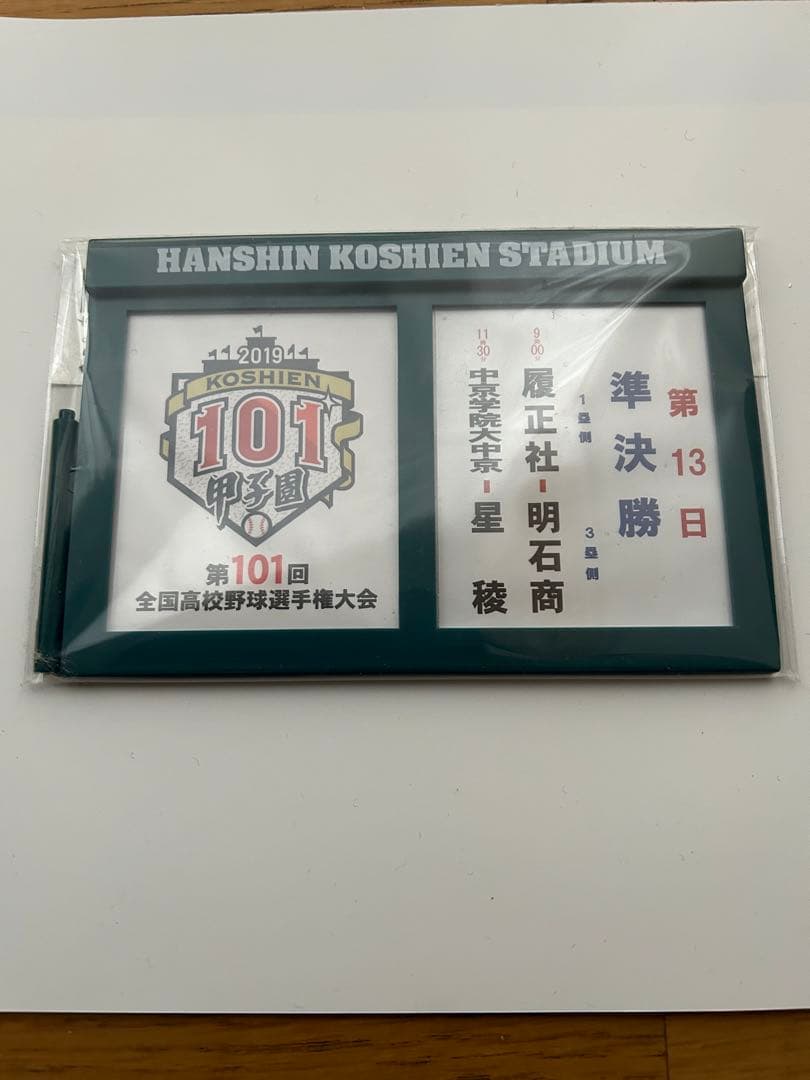 HANSHIN KOSHIEN STADIUM
2019
KOSHIEN
101
甲子園
第101回
全国高校野球選手権大会
第13日
準決勝
1塁側 3塁側
9時00分 履正社-明石商
11時30分 中京学院大中京-星稜